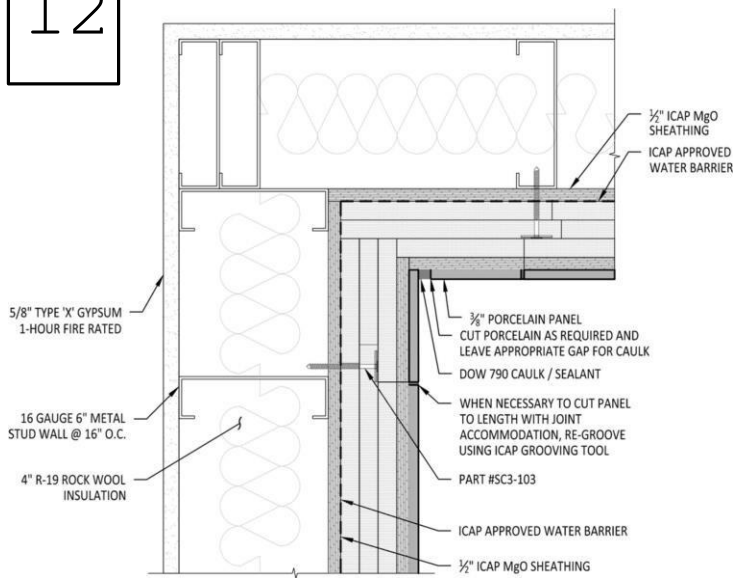 12
½" ICAP MgO
SHEATHING
ICAP APPROVED
WATER BARRIER
5/8" TYPE 'X' GYPSUM
1-HOUR FIRE RATED
⅜" PORCELAIN PANEL
CUT PORCELAIN AS REQUIRED AND
LEAVE APPROPRIATE GAP FOR CAULK
DOW 790 CAULK / SEALANT
16 GAUGE 6" METAL
STUD WALL @ 16" O.C.
WHEN NECESSARY TO CUT PANEL
TO LENGTH WITH JOINT
ACCOMMODATION, RE-GROOVE
USING ICAP GROOVING TOOL
4" R-19 ROCK WOOL
INSULATION
PART #SC3-103
ICAP APPROVED WATER BARRIER
½" ICAP MgO SHEATHING